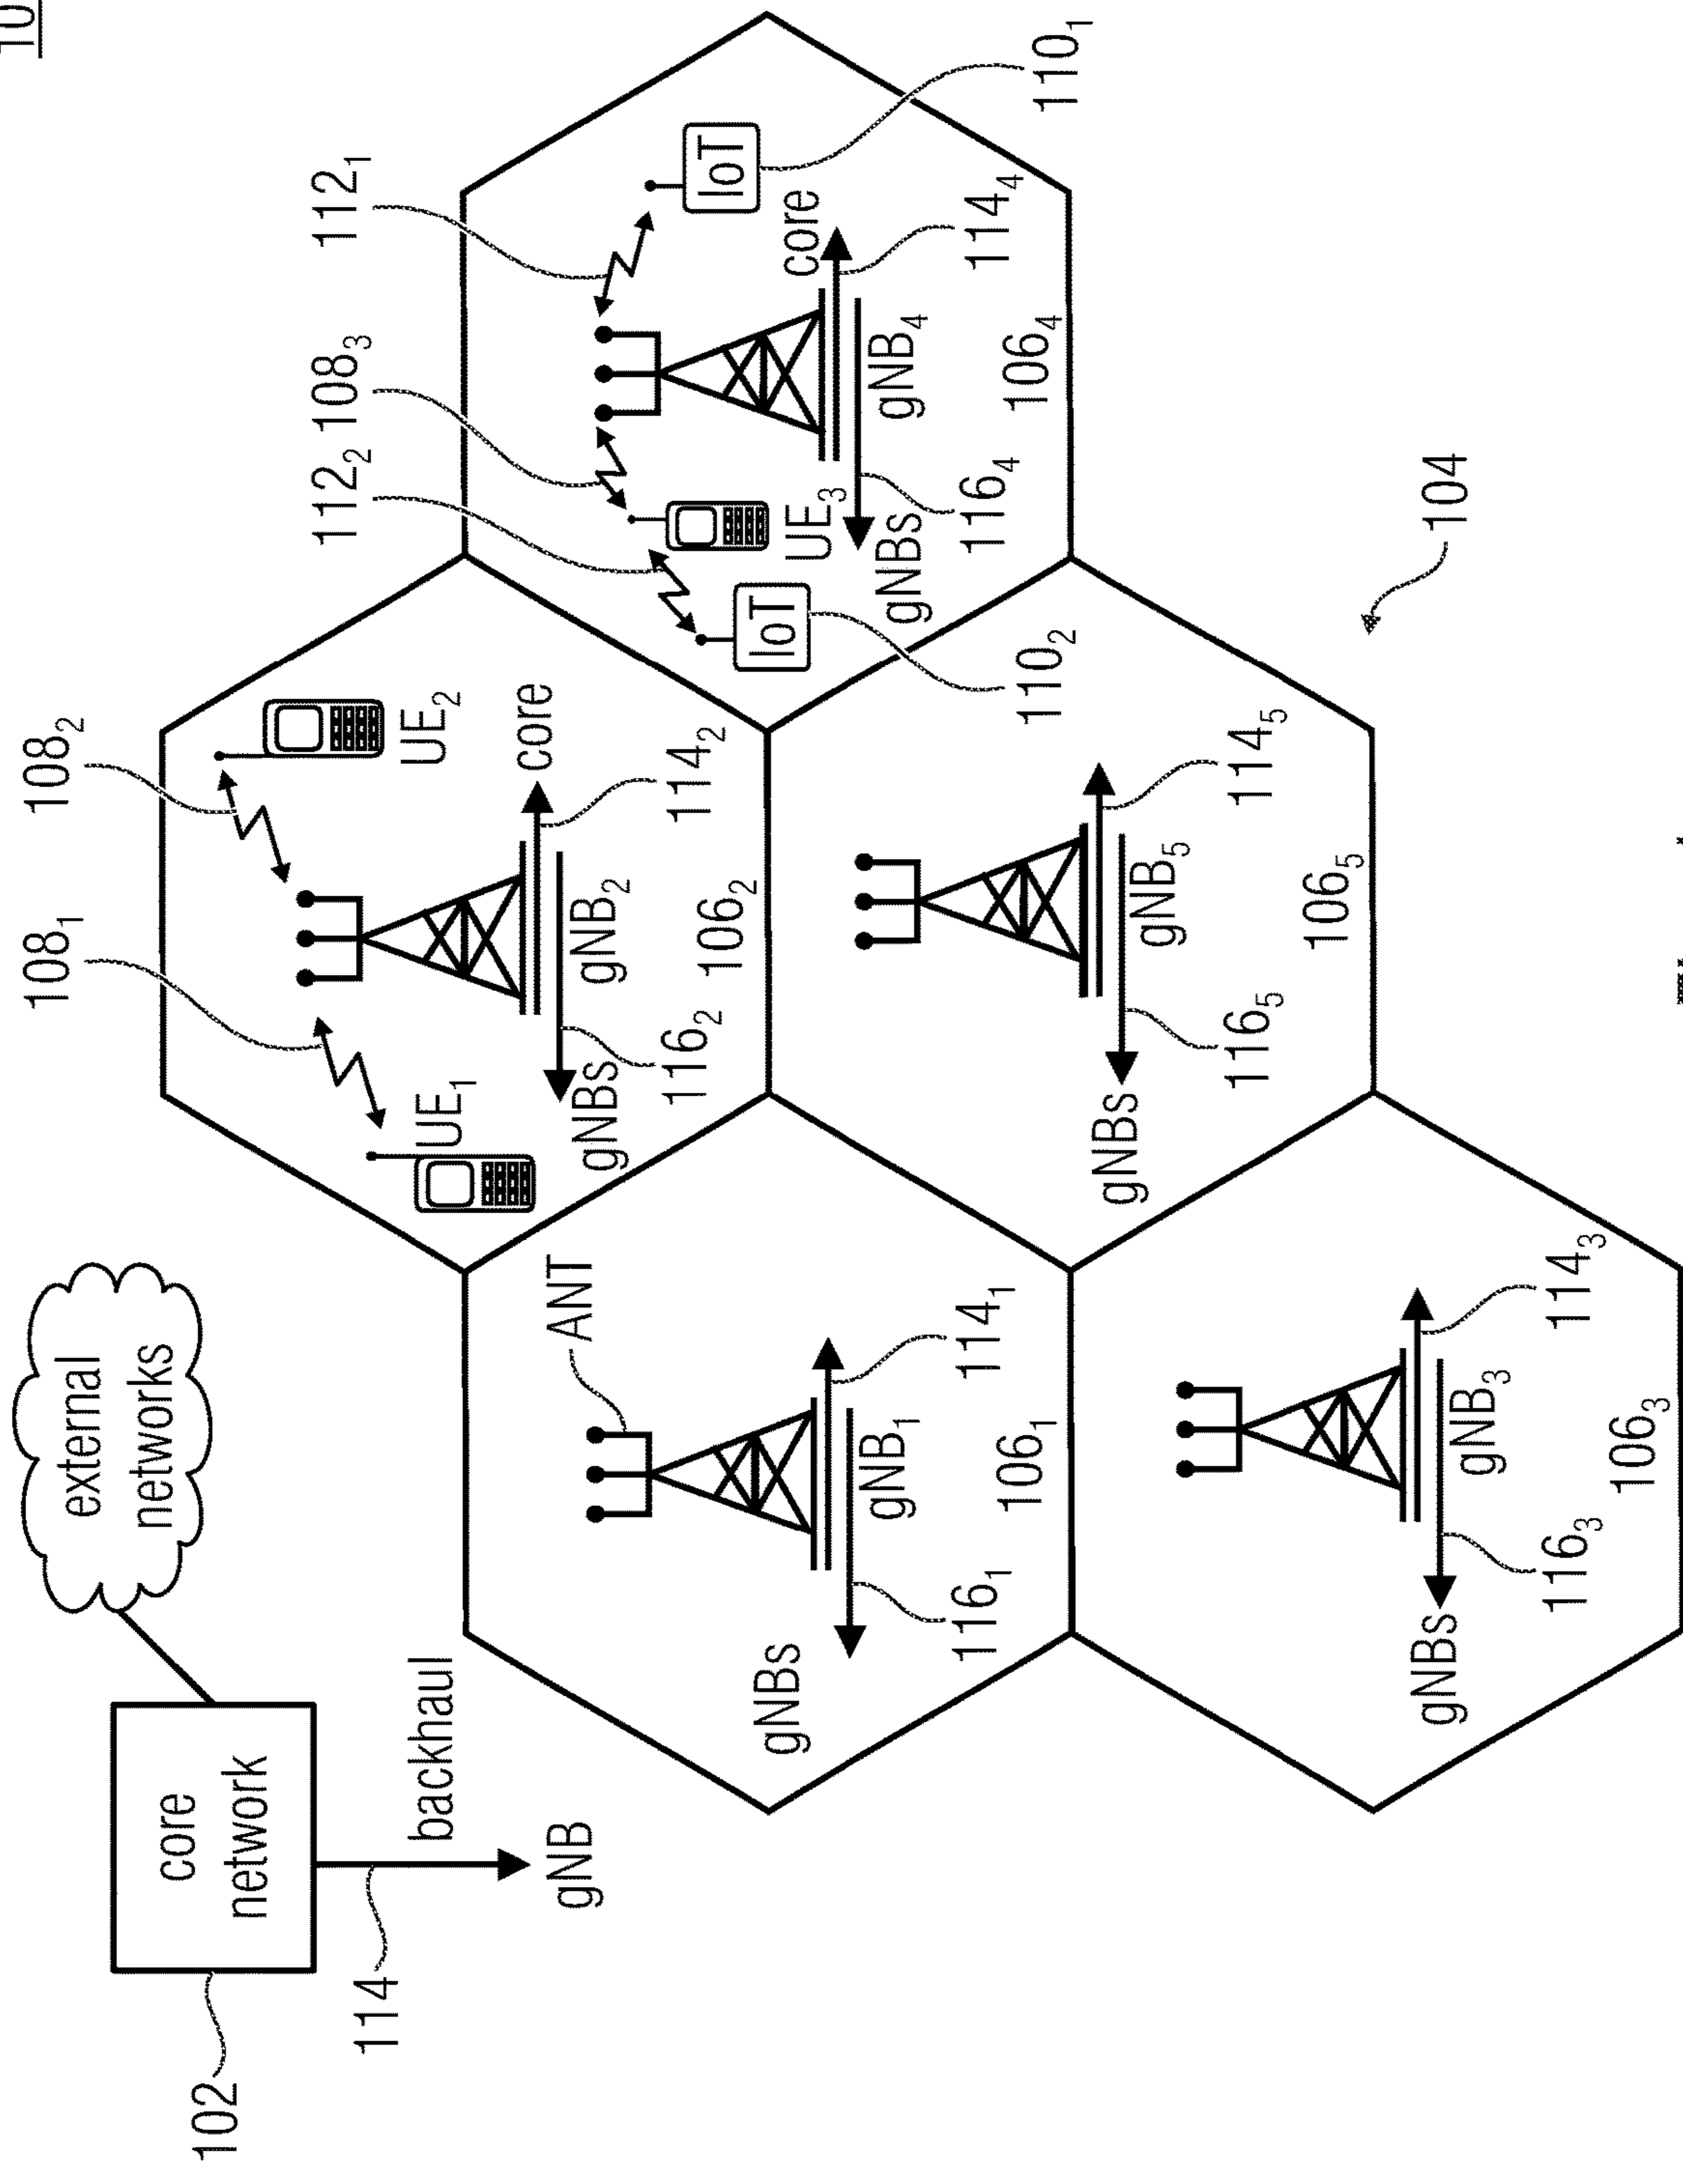 10
external
networks
core
network
102
114
backhaul
gNB
108₁
108₂
UE₁
UE₂
gNBs
core
gNB₂
116₂
114₂
106₂
112₂
108₃
112₁
IoT
UE₃
IoT
core
gNBs
gNB₄
116₄
114₄
110₂
106₄
110₁
ANT
gNBs
gNB₁
116₁
114₁
106₁
gNBs
gNB₅
116₅
114₅
106₅
104
gNBs
gNB₃
116₃
114₃
106₃